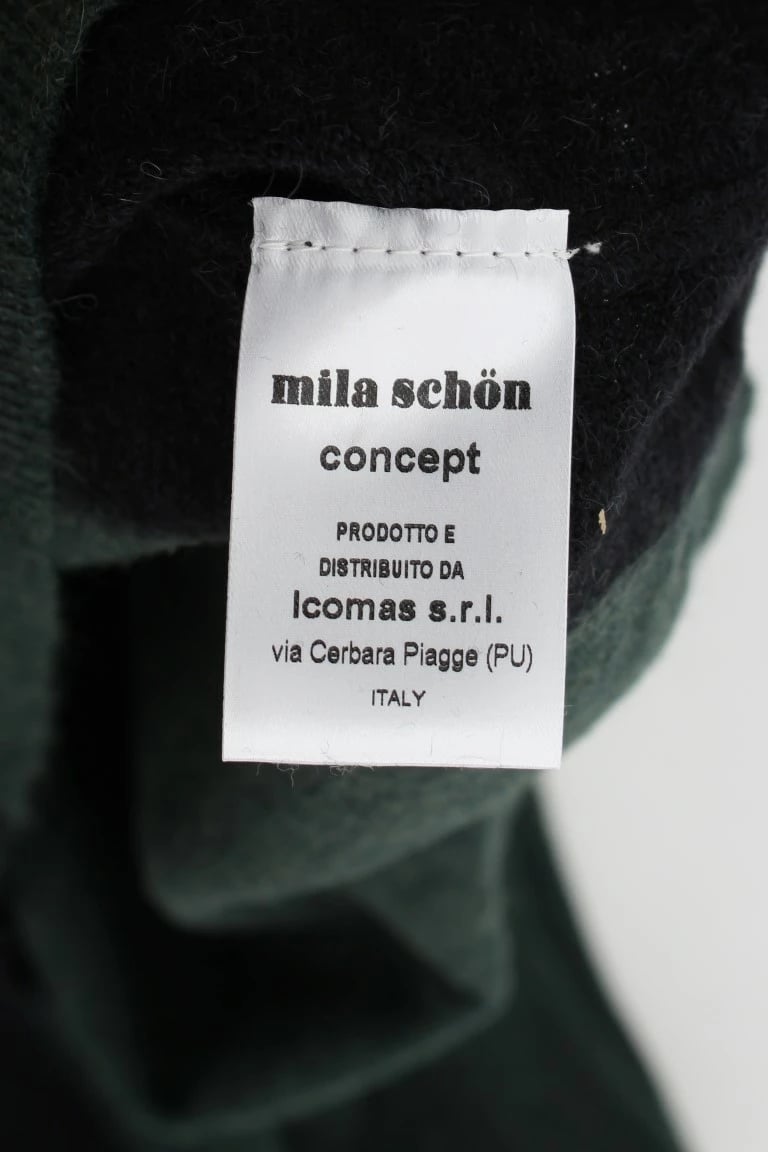 mila schön
concept
PRODOTTO E
DISTRIBUITO DA
Icomas s.r.l.
via Cerbara Piagge (PU)
ITALY